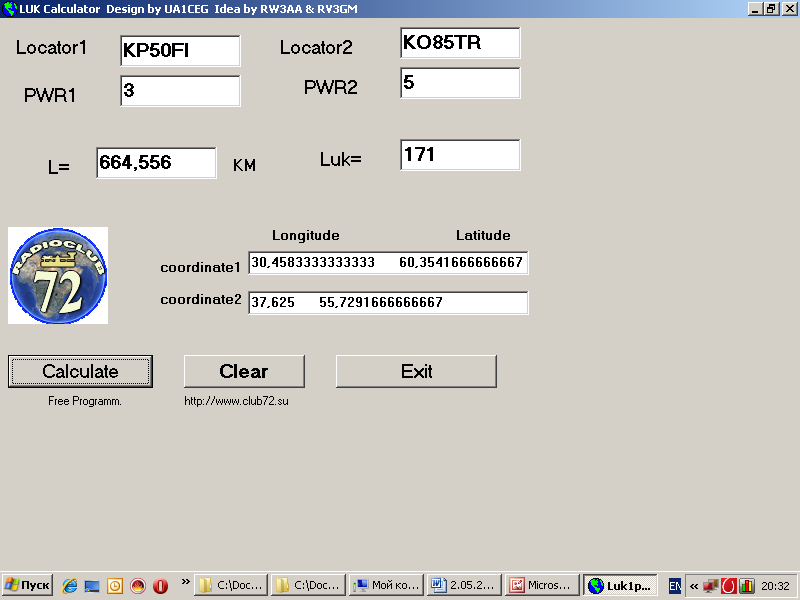 LUK Calculator Design by UA1CEG Idea by RW3AA & RV3GM
Locator1 KP50FI Locator2 KO85TR
PWR1 3 PWR2 5
L= 664,556 KM Luk= 171
Longitude Latitude
coordinate1 30,4583333333333 60,3541666666667
coordinate2 37,625 55,7291666666667
RADIOCLUB
72
Calculate Clear Exit
Free Programm. http://www.club72.su
Пуск » C:\Doc... C:\Doc... Мой ко... 2.05.2... Micros... Luk1p... EN « 20:32